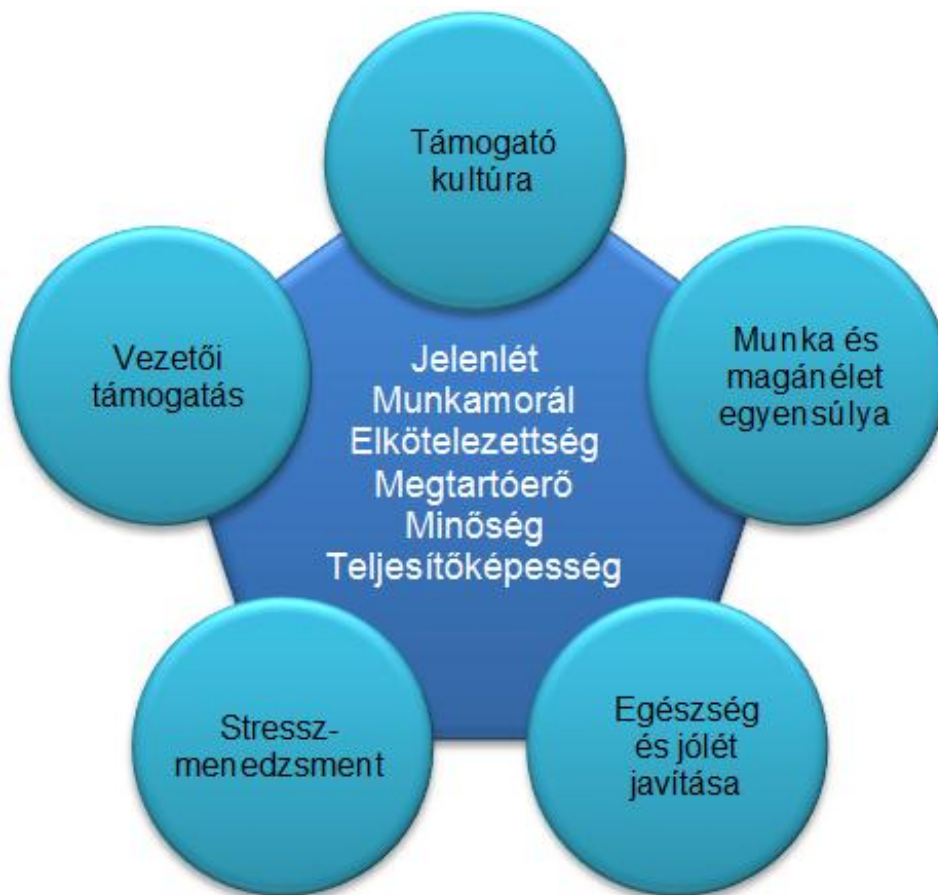 Támogató
kultúra
Vezetői
támogatás
Munka és
magánélet
egyensúlya
Jelenlét
Munkamorál
Elkötelezettség
Megtartóerő
Minőség
Teljesítőképesség
Stressz-
menedzsment
Egészség
és jólét
javítása